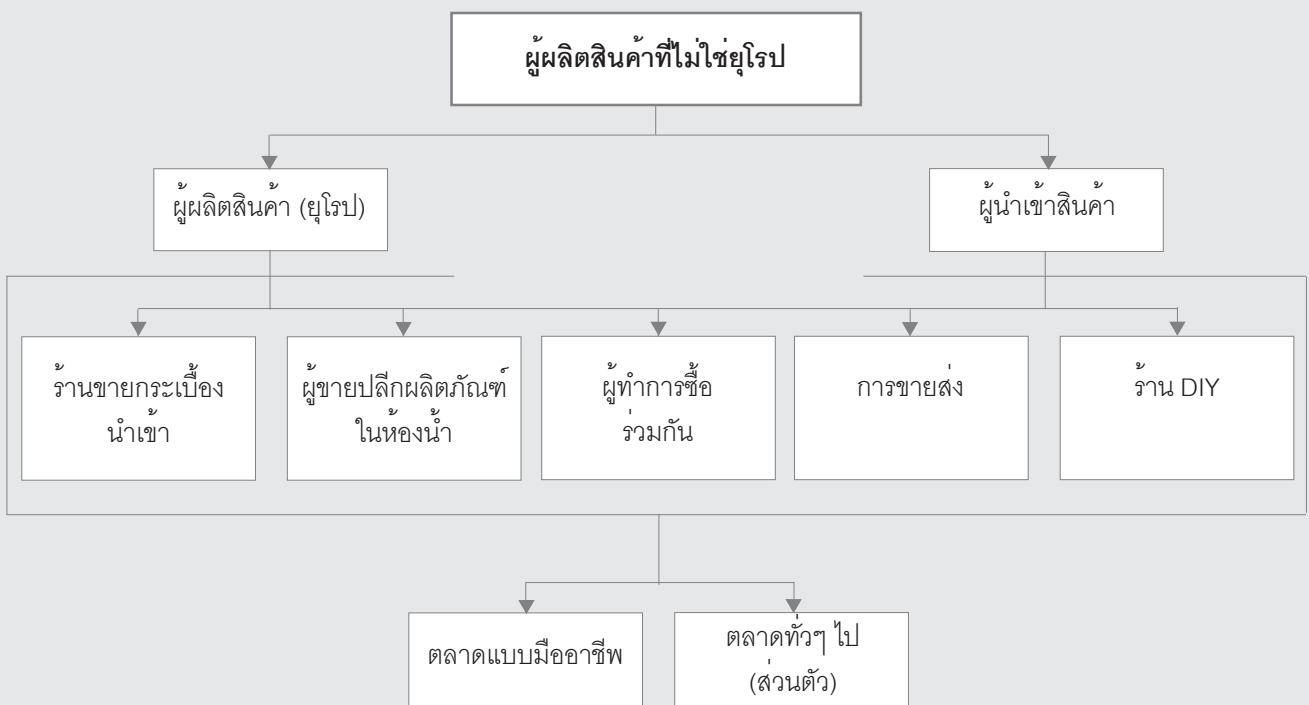 ผู้ผลิตสินค้าที่ไม่ใช่ยุโรป
ผู้ผลิตสินค้า (ยุโรป)
ผู้นำเข้าสินค้า
ร้านขายกระเบื้อง
นำเข้า
ผู้ขายปลีกผลิตภัณฑ์
ในห้องน้ำ
ผู้ทำการซื้อ
ร่วมกัน
การขายส่ง
ร้าน DIY
ตลาดแบบมืออาชีพ
ตลาดทั่วๆ ไป
(ส่วนตัว)